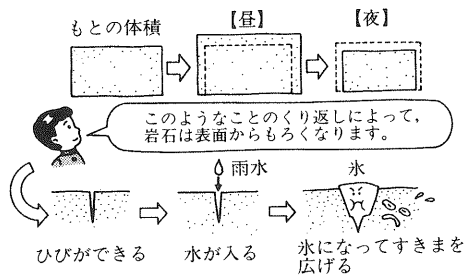 もとの体積
【昼】
【夜】
このようなことのくり返しによって,
岩石は表面からもろくなります。
雨水
氷
ひびができる
水が入る
氷になってすきまを
広げる